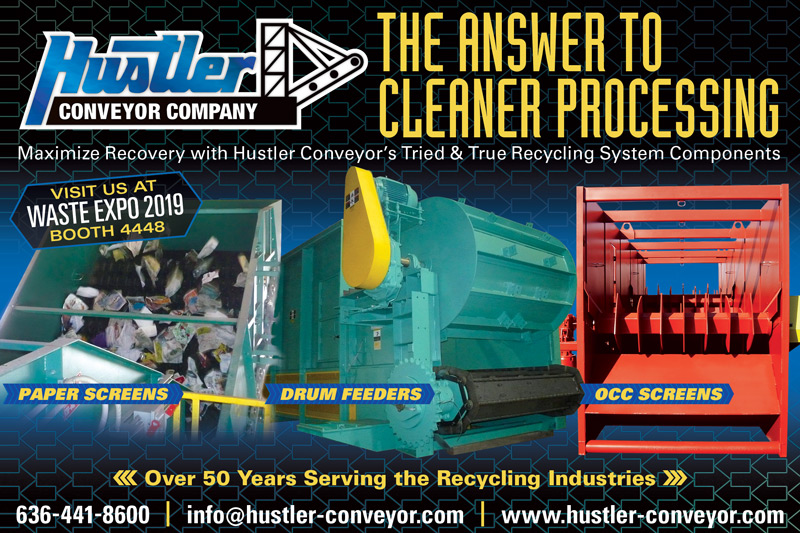 Hustler
CONVEYOR COMPANY
THE ANSWER TO
CLEANER PROCESSING
Maximize Recovery with Hustler Conveyor's Tried & True Recycling System Components
VISIT US AT
WASTE EXPO 2019
BOOTH 4448
PAPER SCREENS
DRUM FEEDERS
OCC SCREENS
Over 50 Years Serving the Recycling Industries
636-441-8600 | info@hustler-conveyor.com | www.hustler-conveyor.com